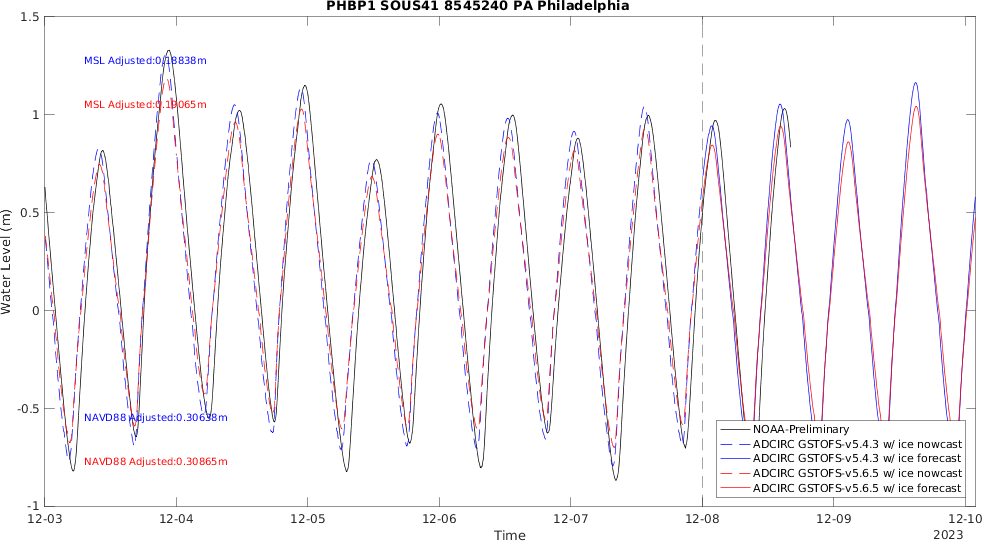 PHBP1 SOUS41 8545240 PA Philadelphia
1.5
1
0.5
0
-0.5
-1
Water Level (m)
MSL Adjusted:0.18838m
MSL Adjusted:0.19065m
NAVD88 Adjusted:0.30638m
NAVD88 Adjusted:0.30865m
NOAA-Preliminary
ADCIRC GSTOFS-v5.4.3 w/ ice nowcast
ADCIRC GSTOFS-v5.4.3 w/ ice forecast
ADCIRC GSTOFS-v5.6.5 w/ ice nowcast
ADCIRC GSTOFS-v5.6.5 w/ ice forecast
12-03
12-04
12-05
12-06
12-07
12-08
12-09
12-10
Time
2023